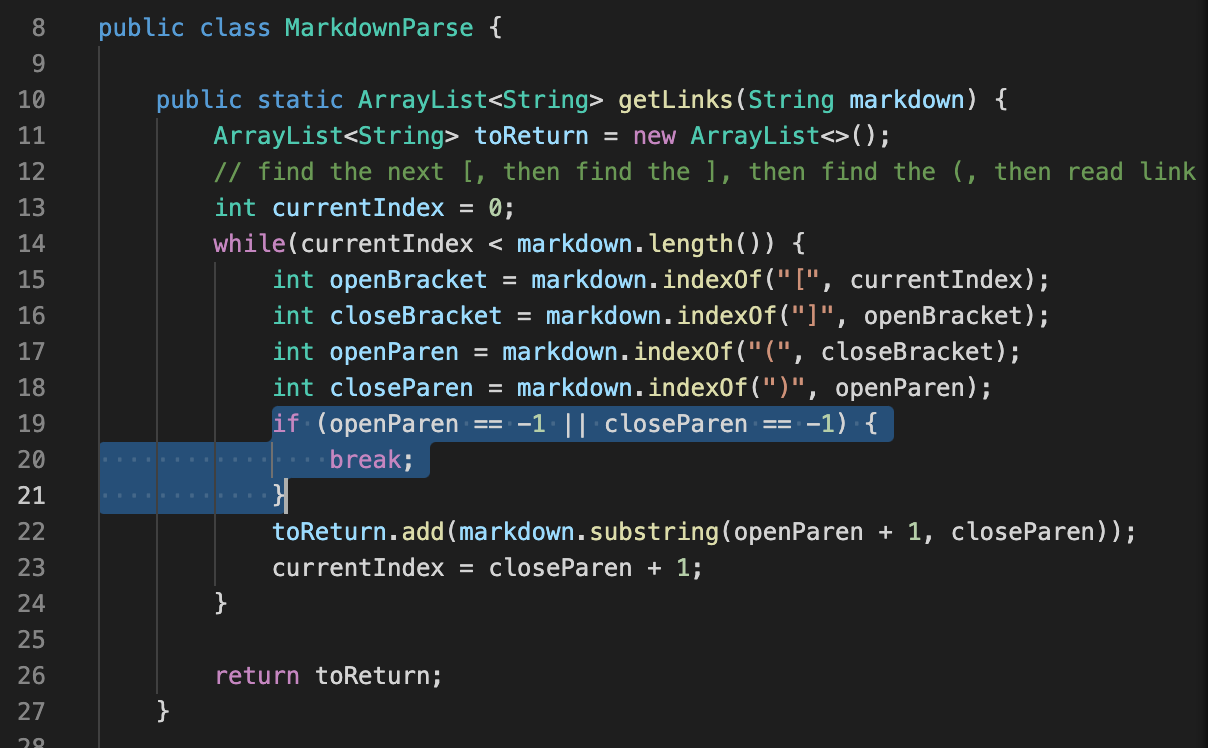 8 public class MarkdownParse {
9
10 public static ArrayList<String> getLinks(String markdown) {
11 ArrayList<String> toReturn = new ArrayList<>();
12 // find the next [, then find the ], then find the (, then read link
13 int currentIndex = 0;
14 while(currentIndex < markdown.length()) {
15 int openBracket = markdown.indexOf("[", currentIndex);
16 int closeBracket = markdown.indexOf("]", openBracket);
17 int openParen = markdown.indexOf("(", closeBracket);
18 int closeParen = markdown.indexOf(")", openParen);
19 if (openParen == -1 || closeParen == -1) {
20 break;
21 }
22 toReturn.add(markdown.substring(openParen + 1, closeParen));
23 currentIndex = closeParen + 1;
24 }
25
26 return toReturn;
27 }
28